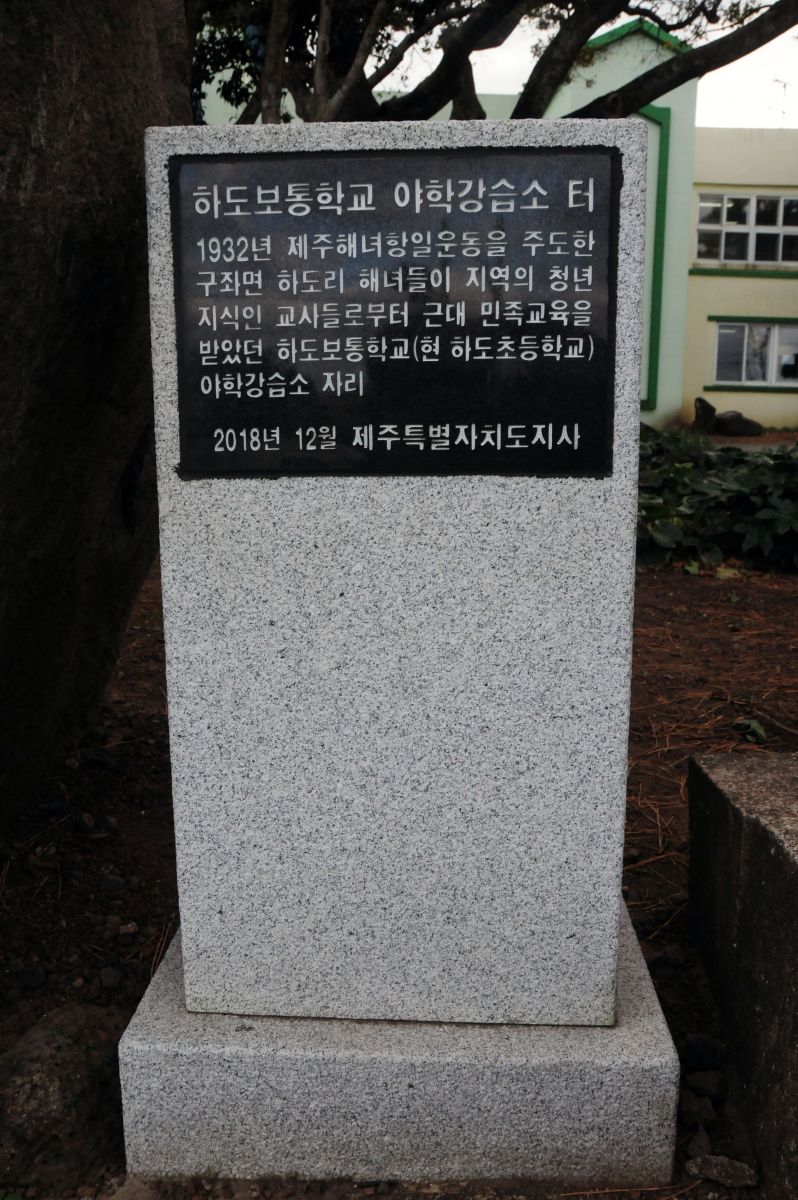 하도보통학교 야학강습소 터
1932년 제주해녀항일운동을 주도한
구좌면 하도리 해녀들이 지역의 청년
지식인 교사들로부터 근대 민족교육을
받았던 하도보통학교(현 하도초등학교)
야학강습소 자리
2018년 12월 제주특별자치도지사